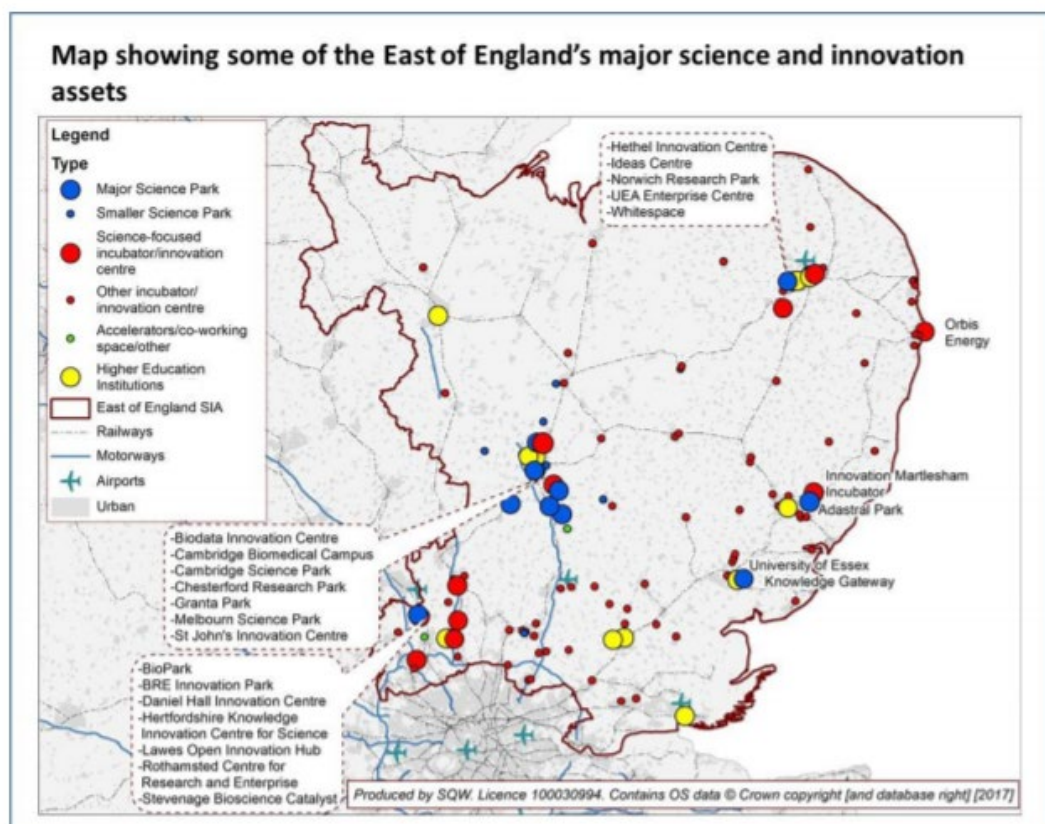 Map showing some of the East of England's major science and innovation
assets
Legend
Type
Major Science Park
Smaller Science Park
Science-focused
incubator/innovation
centre
Other incubator/
innovation centre
Accelerators/co-working
space/other
Higher Education
Institutions
East of England SIA
Railways
Motorways
Airports
Urban
-Hethel Innovation Centre
-Ideas Centre
-Norwich Research Park
-UEA Enterprise Centre
-Whitespace
Orbis
Energy
Innovation Martlesham
Incubator
Adastral Park
University of Essex
Knowledge Gateway
-Biodata Innovation Centre
-Cambridge Biomedical Campus
-Cambridge Science Park
-Chesterford Research Park
-Granta Park
-Melbourn Science Park
-St John's Innovation Centre
-BioPark
-BRE Innovation Park
-Daniel Hall Innovation Centre
-Hertfordshire Knowledge
Innovation Centre for Science
-Lawes Open Innovation Hub
-Rothamsted Centre for
Research and Enterprise
-Stevenage Bioscience Catalyst
Produced by SQW. Licence 100030994. Contains OS data © Crown copyright [and database right] [2017]